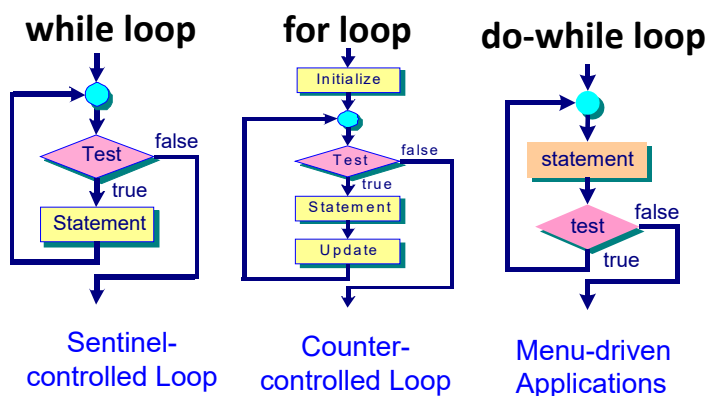 while loop
Test
false
true
Statement
Sentinel-
controlled Loop
for loop
Initialize
Test
false
true
Statement
Update
Counter-
controlled Loop
do-while loop
statement
test
false
true
Menu-driven
Applications